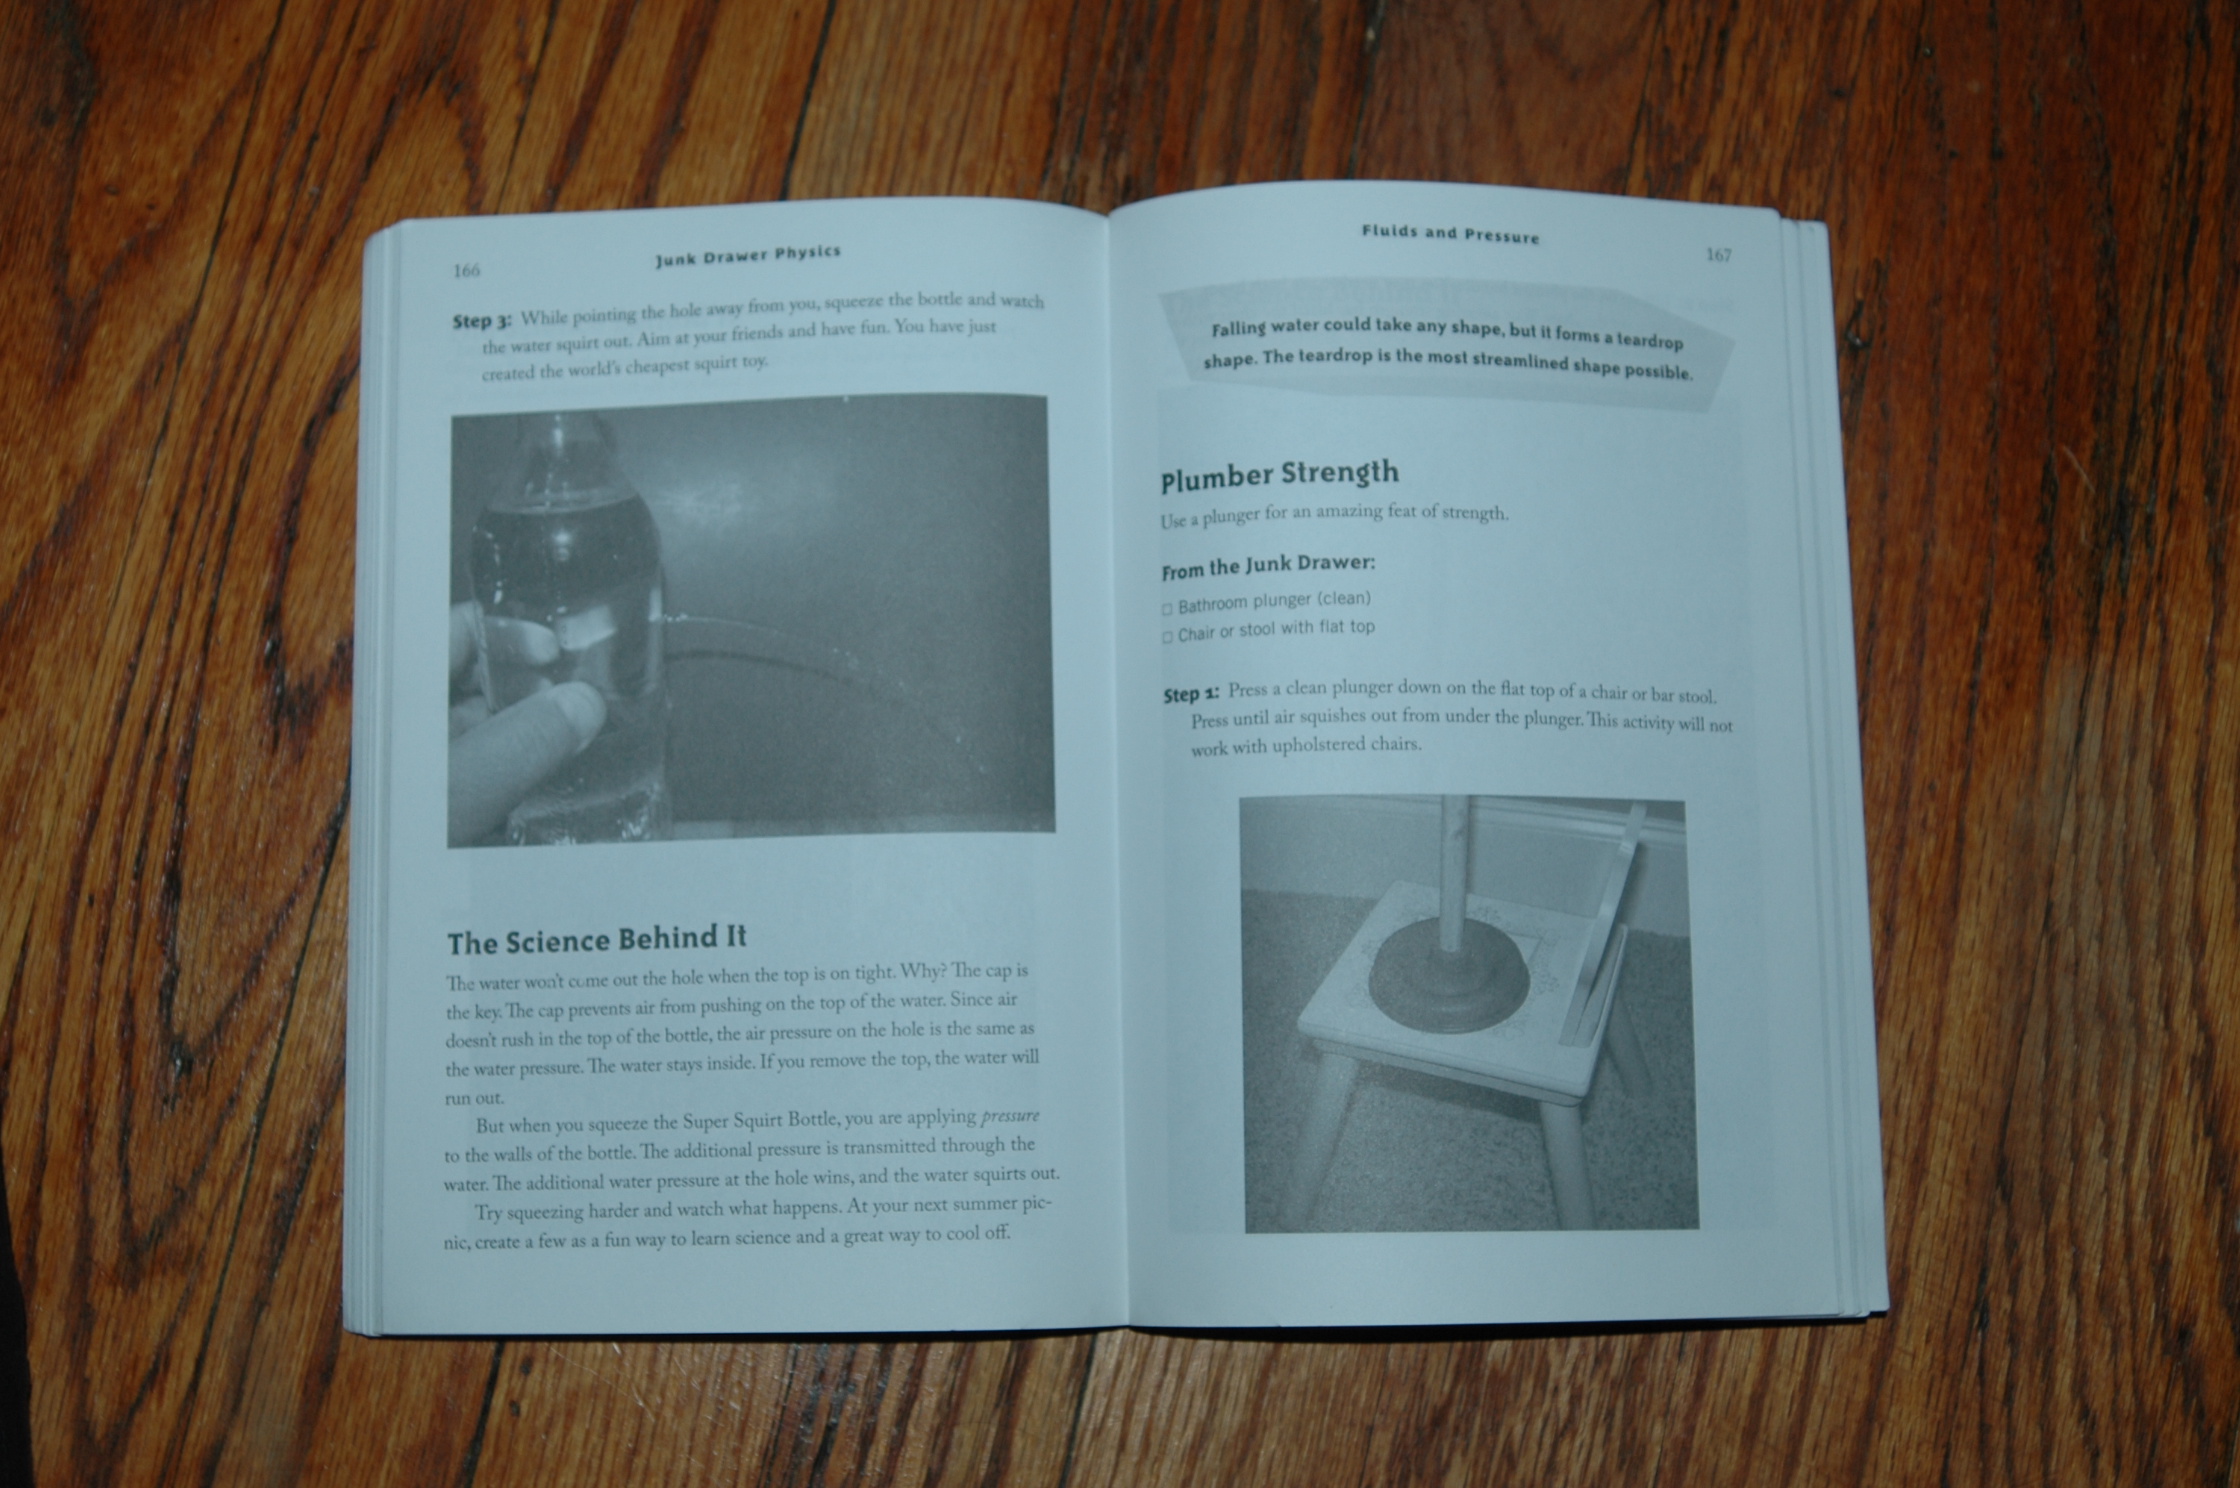 166
Junk Drawer Physics
Step 3: While pointing the hole away from you, squeeze the bottle and watch
the water squirt out. Aim at your friends and have fun. You have just
created the world's cheapest squirt toy.
The Science Behind It
The water won't come out the hole when the top is on tight. Why? The cap is
the key. The cap prevents air from pushing on the top of the water. Since air
doesn't rush in the top of the bottle, the air pressure on the hole is the same as
the water pressure. The water stays inside. If you remove the top, the water will
run out.
But when you squeeze the Super Squirt Bottle, you are applying pressure
to the walls of the bottle. The additional pressure is transmitted through the
water. The additional water pressure at the hole wins, and the water squirts out.
Try squeezing harder and watch what happens. At your next summer pic-
nic, create a few as a fun way to learn science and a great way to cool off.
Fluids and Pressure
167
Falling water could take any shape, but it forms a teardrop
shape. The teardrop is the most streamlined shape possible.
Plumber Strength
Use a plunger for an amazing feat of strength.
From the Junk Drawer:
□ Bathroom plunger (clean)
□ Chair or stool with flat top
Step 1: Press a clean plunger down on the flat top of a chair or bar stool.
Press until air squishes out from under the plunger. This activity will not
work with upholstered chairs.